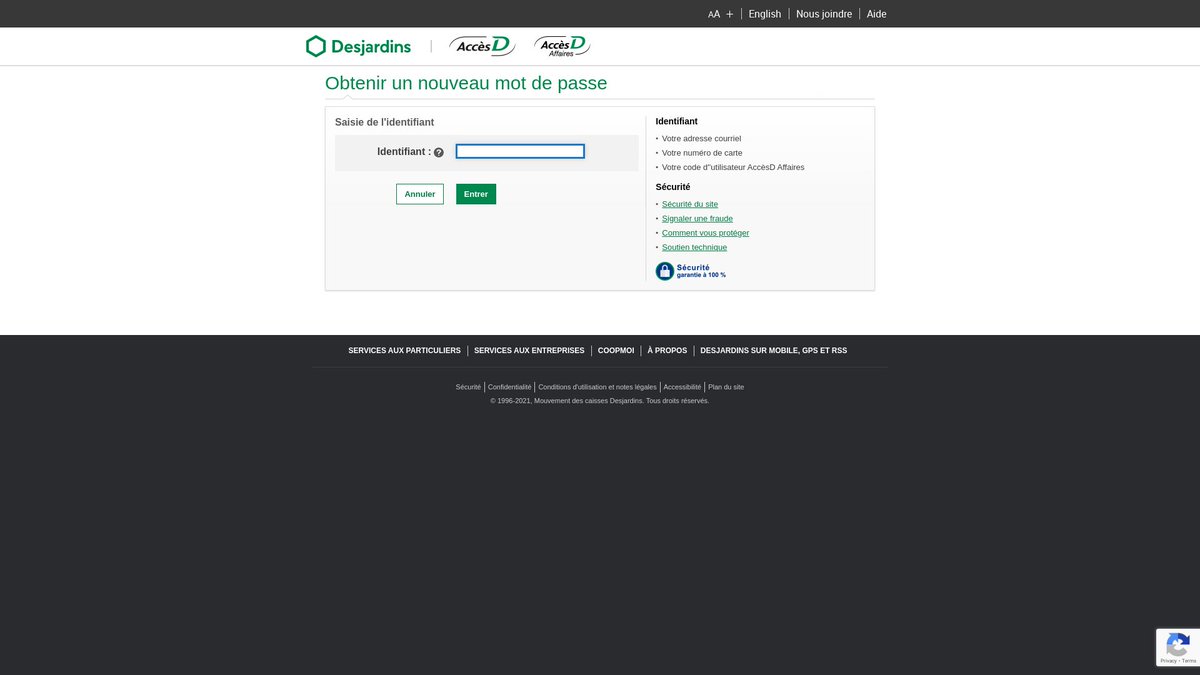 AA + English Nous joindre Aide
Desjardins AccèsD AccèsD Affaires
Obtenir un nouveau mot de passe
Saisie de l'identifiant
Identifiant : ?
Annuler Entrer
Identifiant
• Votre adresse courriel
• Votre numéro de carte
• Votre code d''utilisateur AccèsD Affaires
Sécurité
• Sécurité du site
• Signaler une fraude
• Comment vous protéger
• Soutien technique
Sécurité
garantie à 100 %
SERVICES AUX PARTICULIERS SERVICES AUX ENTREPRISES COOPMOI À PROPOS DESJARDINS SUR MOBILE, GPS ET RSS
Sécurité Confidentialité Conditions d'utilisation et notes légales Accessibilité Plan du site
© 1996-2021, Mouvement des caisses Desjardins. Tous droits réservés.
Privacy - Terms